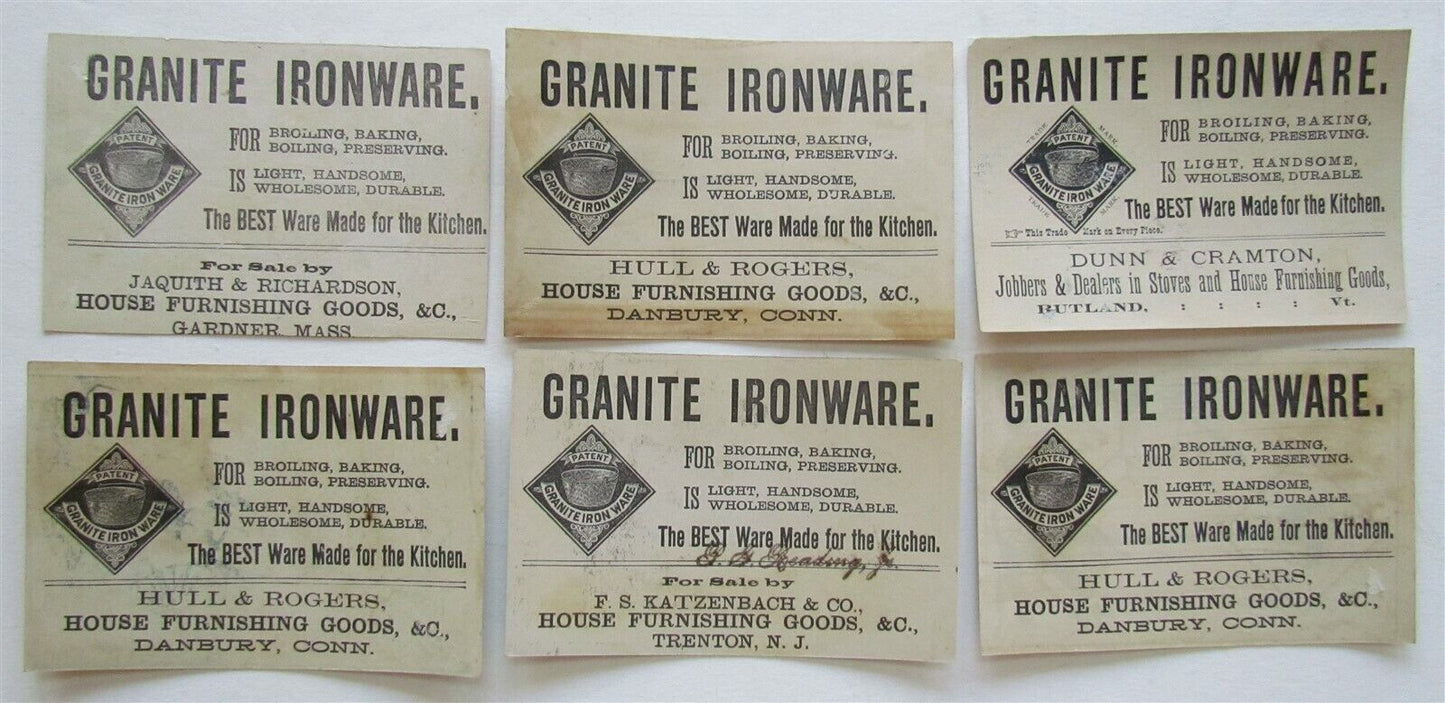 GRANITE IRONWARE.
PATENT
GRANITE IRON WARE
FOR BROILING, BAKING,
BOILING, PRESERVING.
IS LIGHT, HANDSOME,
WHOLESOME, DURABLE.
The BEST Ware Made for the Kitchen.
For Sale by
JAQUITH & RICHARDSON,
HOUSE FURNISHING GOODS, &C.,
GARDNER, MASS
GRANITE IRONWARE.
PATENT
GRANITE IRON WARE
FOR BROILING, BAKING,
BOILING, PRESERVING.
IS LIGHT, HANDSOME,
WHOLESOME, DURABLE.
The BEST Ware Made for the Kitchen.
HULL & ROGERS,
HOUSE FURNISHING GOODS, &C.,
DANBURY, CONN.
GRANITE IRONWARE.
TRADE MARK
PATENT
GRANITE IRON WARE
TRADE MARK
FOR BROILING, BAKING,
BOILING, PRESERVING.
IS LIGHT, HANDSOME,
WHOLESOME, DURABLE.
The BEST Ware Made for the Kitchen.
☞ "This Trade Mark on Every Piece."
DUNN & CRAMTON,
Jobbers & Dealers in Stoves and House Furnishing Goods,
RUTLAND, : : : : Vt.
GRANITE IRONWARE.
PATENT
GRANITE IRON WARE
FOR BROILING, BAKING,
BOILING, PRESERVING.
IS LIGHT, HANDSOME,
WHOLESOME, DURABLE.
The BEST Ware Made for the Kitchen.
HULL & ROGERS,
HOUSE FURNISHING GOODS, &C.,
DANBURY, CONN.
GRANITE IRONWARE.
PATENT
GRANITE IRON WARE
FOR BROILING, BAKING,
BOILING, PRESERVING.
IS LIGHT, HANDSOME,
WHOLESOME, DURABLE.
The BEST Ware Made for the Kitchen.
Reading, Jr.
For Sale by
F. S. KATZENBACH & CO.,
HOUSE FURNISHING GOODS, &C.,
TRENTON, N. J.
GRANITE IRONWARE.
PATENT
GRANITE IRON WARE
FOR BROILING, BAKING,
BOILING, PRESERVING.
IS LIGHT, HANDSOME,
WHOLESOME, DURABLE.
The BEST Ware Made for the Kitchen.
HULL & ROGERS,
HOUSE FURNISHING GOODS, &C.,
DANBURY, CONN.